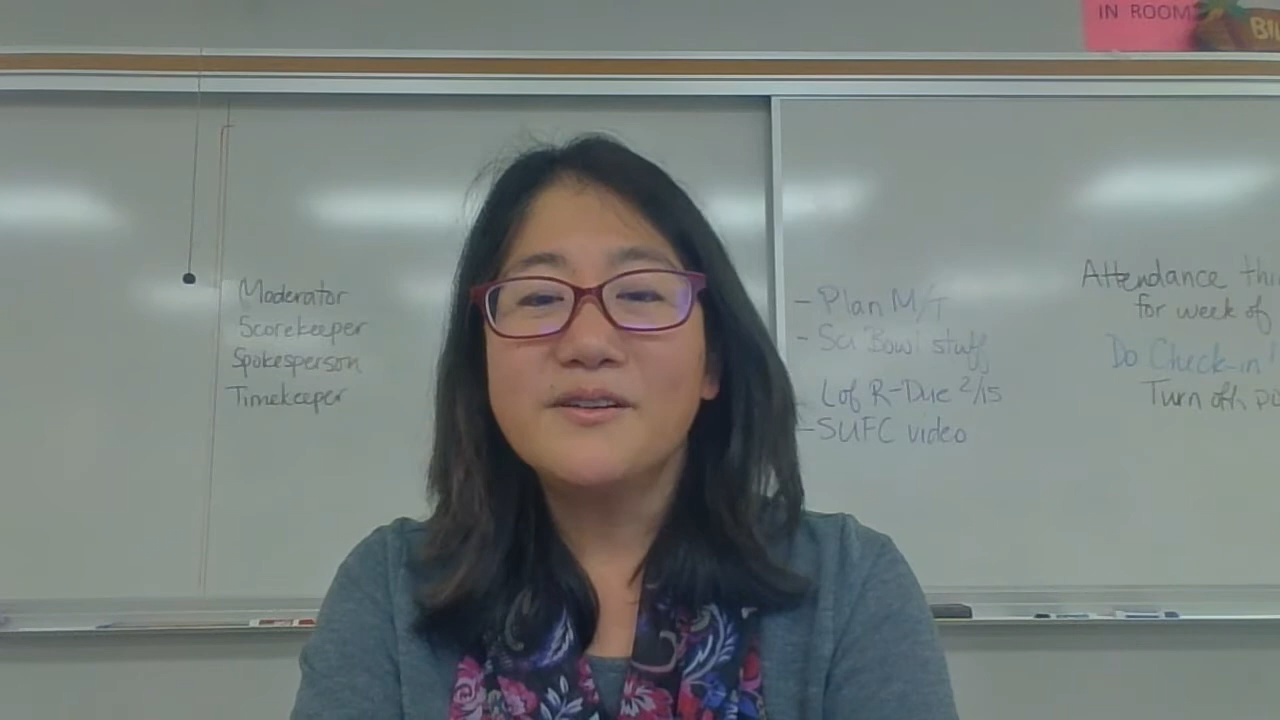 IN ROOM
Moderator
Scorekeeper
Spokesperson
Timekeeper
- Plan M/T
- Sci Bowl stuff
- Lof R-Due 2/15
- SUFC video
Attendance
for week of
Do Check-in
Turn off